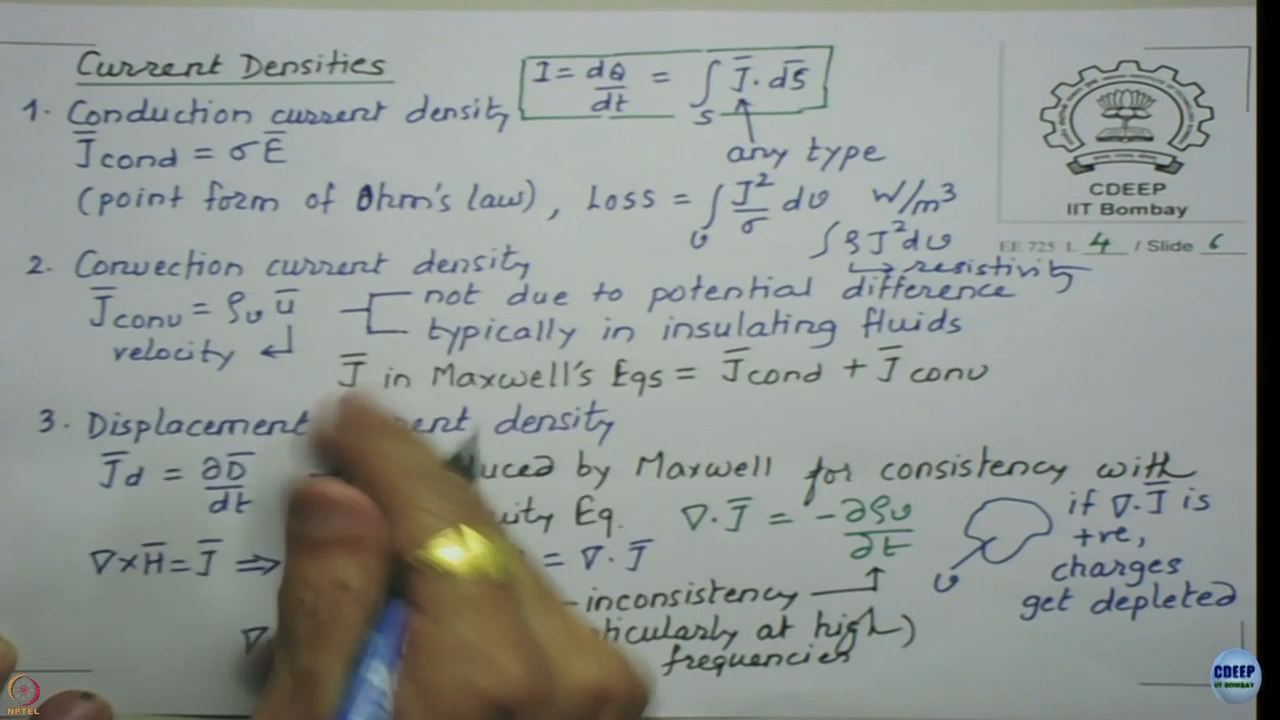 Current Densities
I = dQ/dt = ∫S J̄ · dS̄
any type
1. Conduction current density
J̄cond = σĒ
(point form of Ohm's law), Loss = ∫v J²/σ dv W/m³
∫ρJ²dv
↳ resistivity
2. Convection current density
J̄conv = ρv ū
velocity
not due to potential difference
typically in insulating fluids
J̄ in Maxwell's Eqs = J̄cond + J̄conv
3. Displacement density
J̄d = ∂D̄/dt
by Maxwell for consistency with
Eq. ∇·J̄ = -∂ρv/∂t
∇×H̄ = J̄ ⇒ = ∇·J̄
inconsistency
at high)
frequencies
v
if ∇·J̄ is
+re,
charges
get depleted
CDEEP
IIT Bombay
EE 725 L 4 / Slide 6
NPTEL
CDEEP
IIT BOMBAY